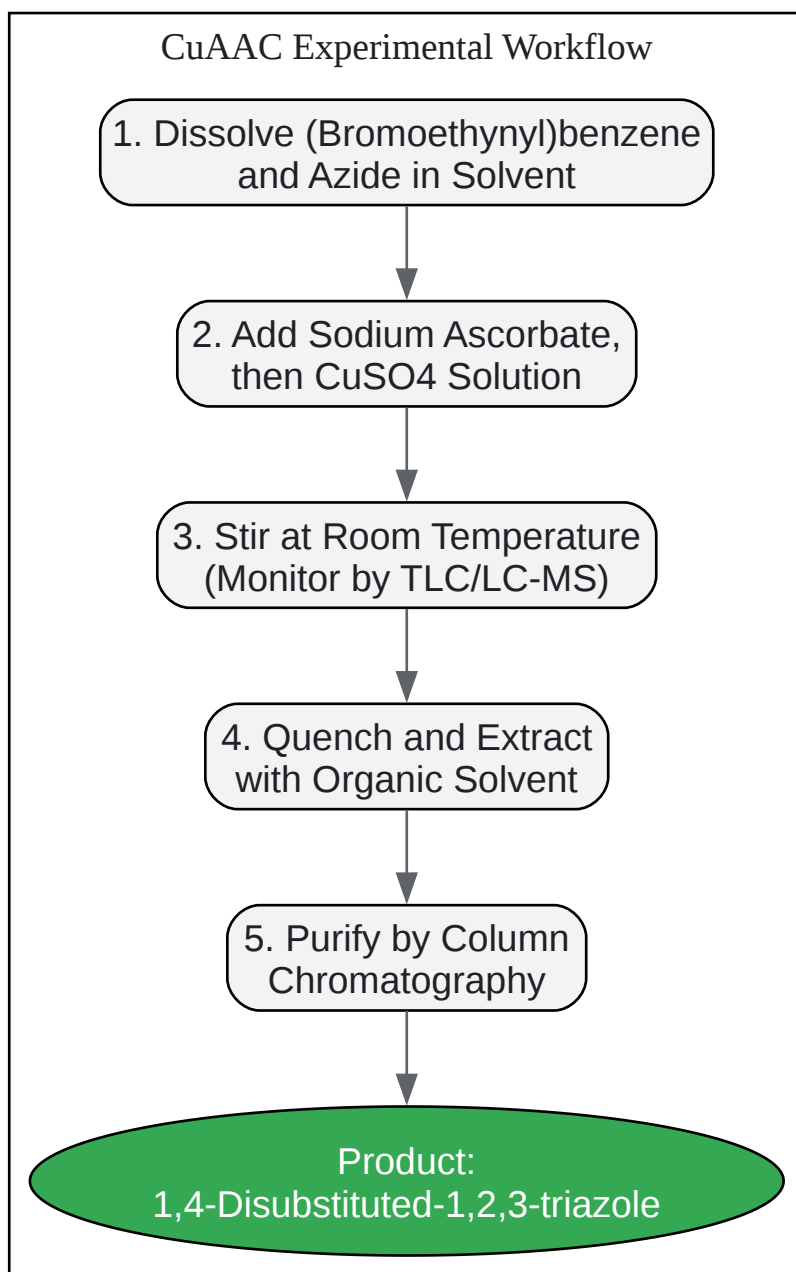 CuAAC Experimental Workflow
1. Dissolve (Bromoethynyl)benzene
and Azide in Solvent
2. Add Sodium Ascorbate,
then CuSO4 Solution
3. Stir at Room Temperature
(Monitor by TLC/LC-MS)
4. Quench and Extract
with Organic Solvent
5. Purify by Column
Chromatography
Product:
1,4-Disubstituted-1,2,3-triazole